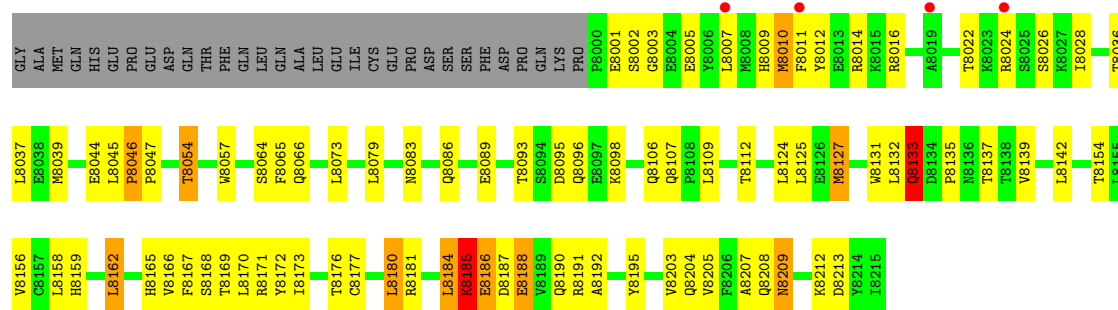 GLY ALA MET GLN HIS GLU PRO GLU ASP GLN THR PHE GLN LEU GLN ALA LEU GLU ILE CYS GLU PRO ASP SER SER PHE ASP PRO GLN LYS PRO P8000 E8001 S8002 G8003 E8004 E8005 Y8006 L8007 M8008 H8009 M8010 F8011 Y8012 E8013 R8014 K8015 R8016 A8019 T8022 K8023 R8024 S8025 S8026 K8027 I8028 T8036
L8037 E8038 M8039 E8044 L8045 P8046 P8047 T8054 W8057 S8064 F8065 Q8066 L8073 L8079 N8083 Q8086 E8089 T8093 S8094 D8095 Q8096 E8097 K8098 Q8106 Q8107 P8108 L8109 T8112 L8124 L8125 E8126 M8127 W8131 L8132 Q8133 D8134 P8135 N8136 T8137 T8138 V8139 L8142 T8154 L8155
V8156 C8157 L8158 H8159 L8162 H8165 V8166 F8167 S8168 T8169 L8170 R8171 Y8172 I8173 T8176 C8177 L8180 R8181 L8184 K8185 E8186 D8187 E8188 V8189 Q8190 R8191 A8192 Y8195 V8203 Q8204 V8205 F8206 A8207 Q8208 N8209 K8212 D8213 Y8214 I8215